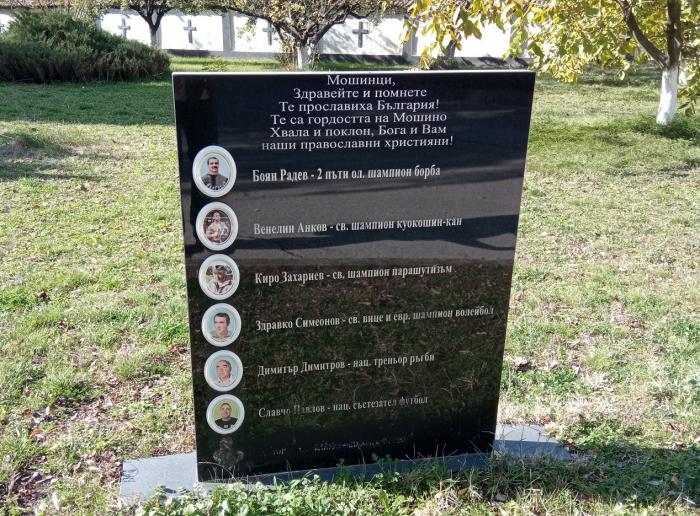 Мошинци,
Здравейте и помнете
Те прославиха България!
Те са гордостта на Мошино
Хвала и поклон, Бога и Вам
наши православни християни!
Боян Радев - 2 пъти ол. шампион борба
Венелин Анков - св. шампион куокошин-кан
Киро Захариев - св. шампион парашутизъм
Здравко Симеонов - св. вице и евр. шампион волейбол
Димитър Димитров - нац. треньор ръгби
Славчо Павлов - нац. състезател футбол